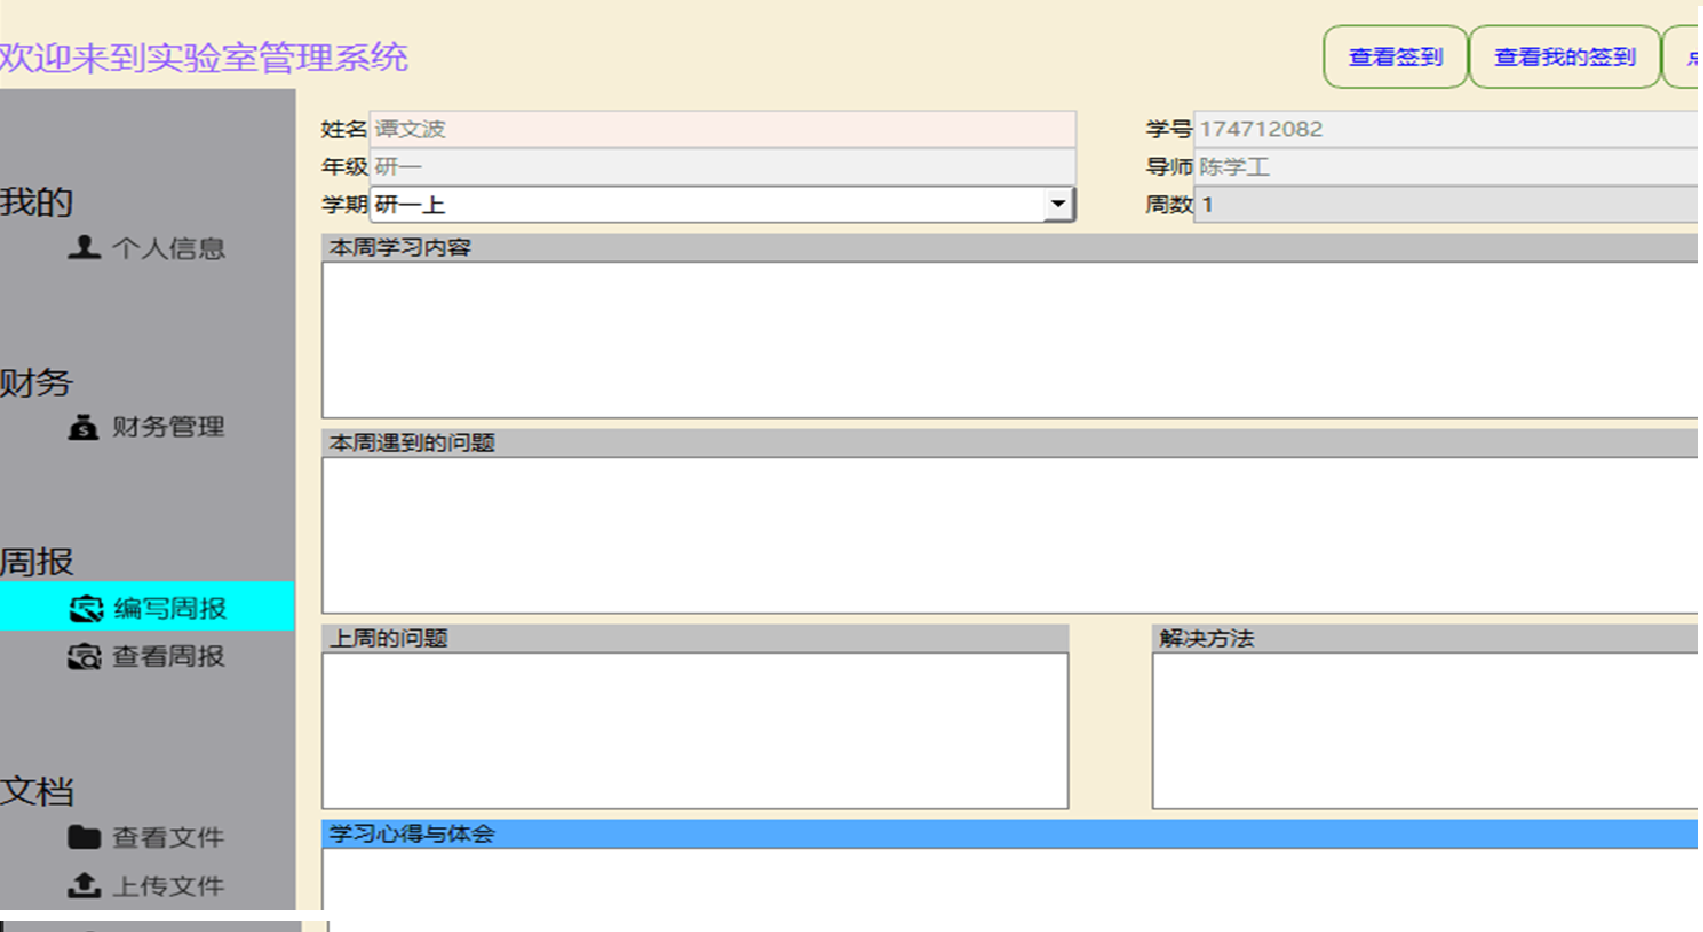 欢迎来到实验室管理系统
查看签到
查看我的签到
姓名 谭文波
学号 174712082
年级 研一
导师 陈学工
学期 研一上
周数 1
我的
个人信息
财务
财务管理
周报
编写周报
查看周报
文档
查看文件
上传文件
本周学习内容
本周遇到的问题
上周的问题
解决方法
学习心得与体会